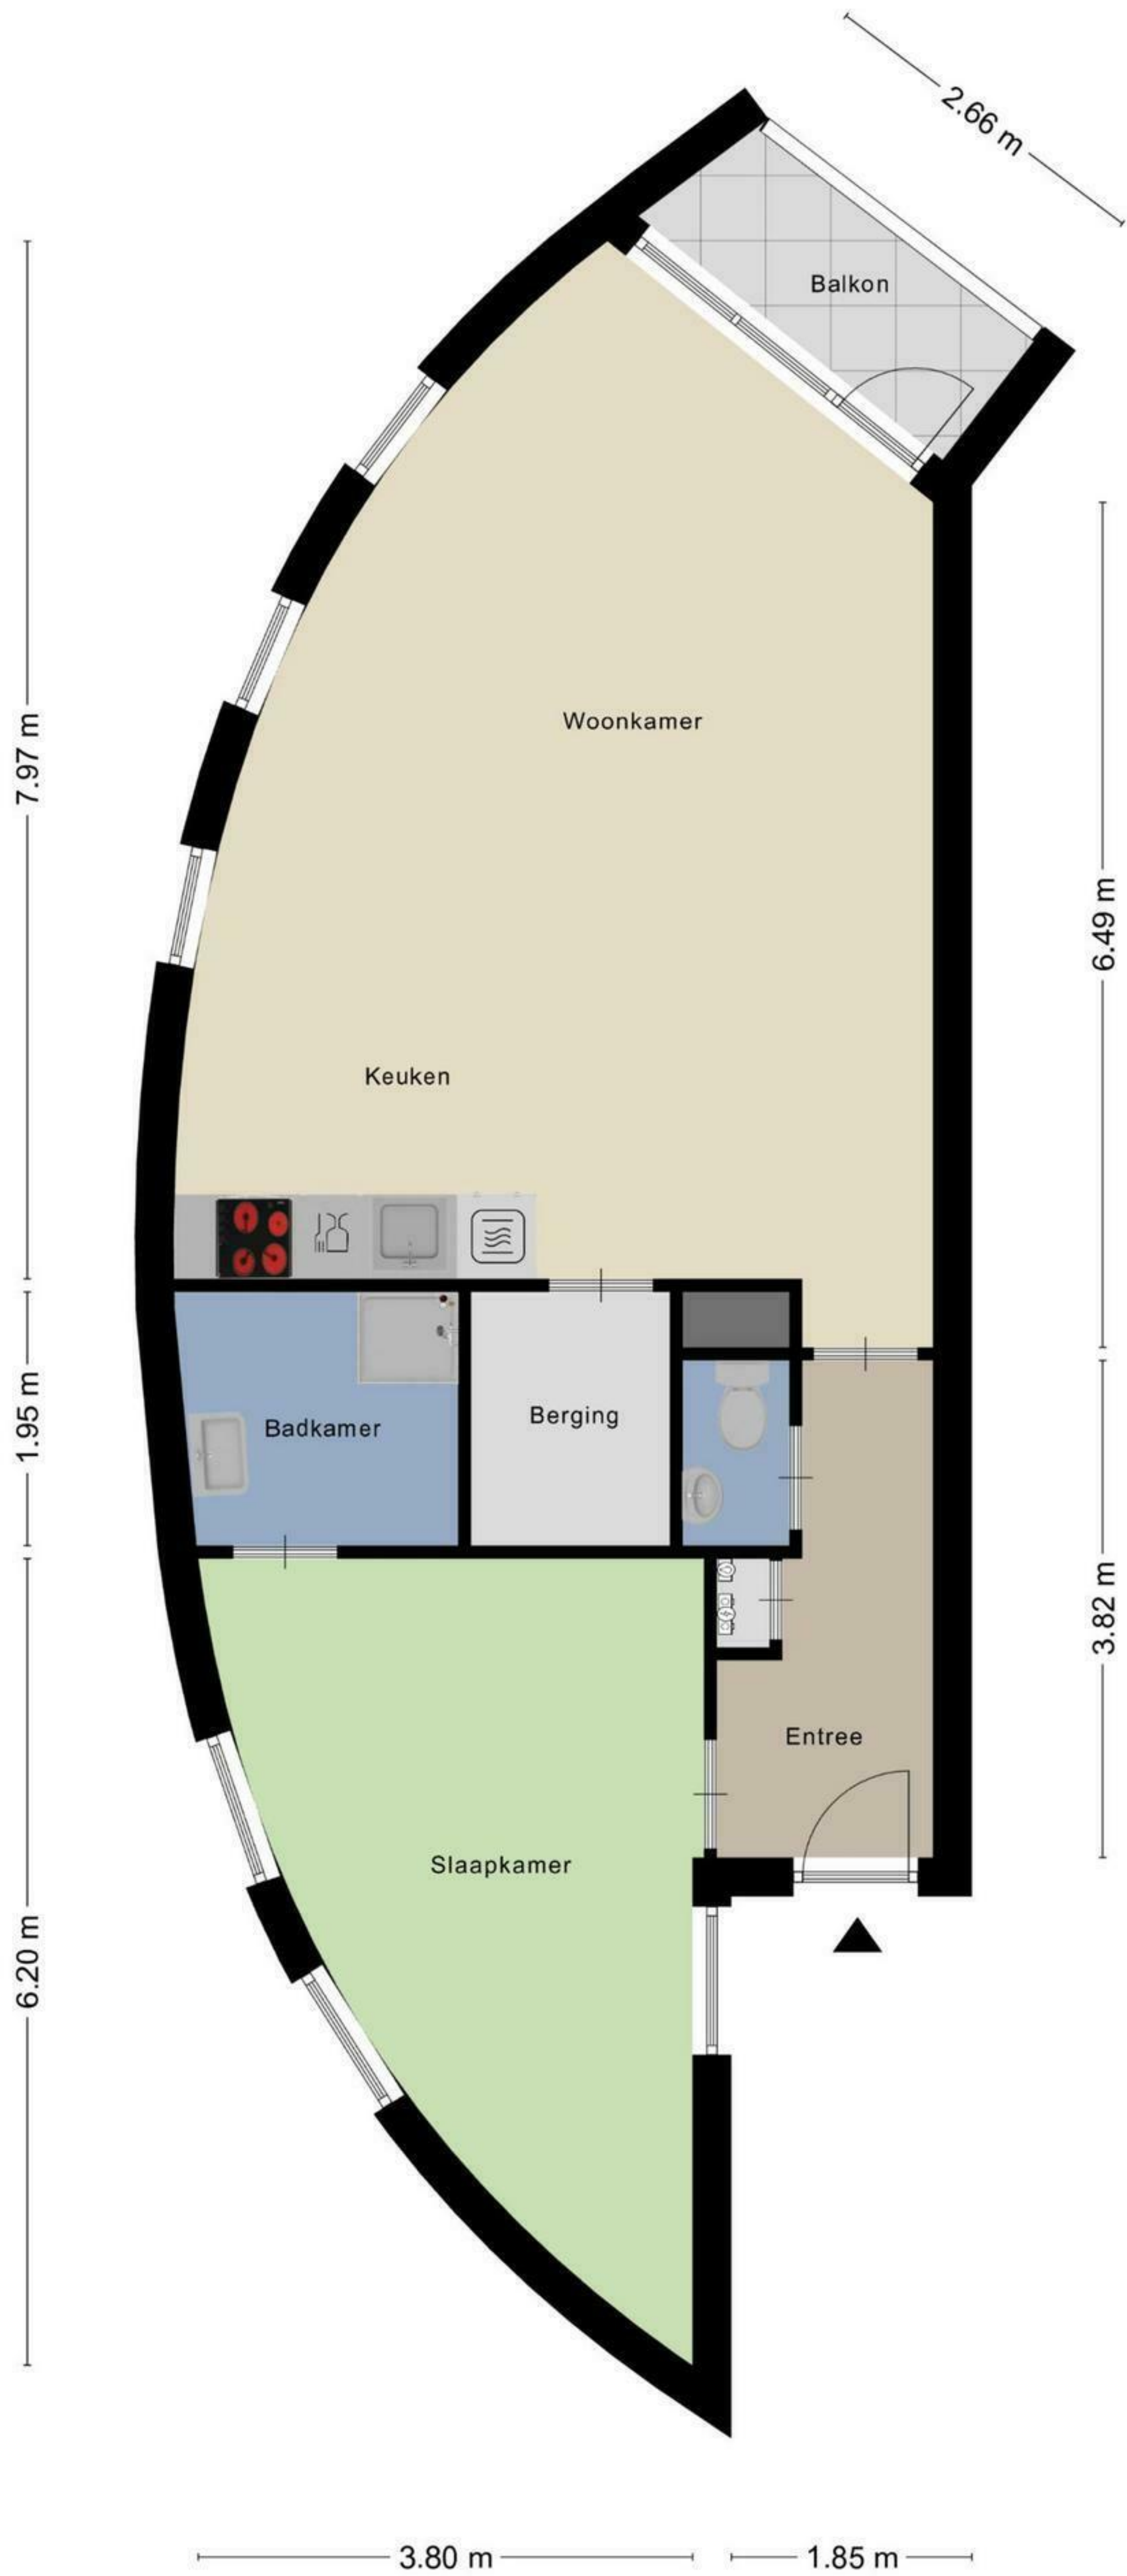 2.66 m
Balkon
Woonkamer
7.97 m
6.49 m
Keuken
1.95 m
Badkamer
Berging
3.82 m
Entree
Slaapkamer
6.20 m
3.80 m
1.85 m